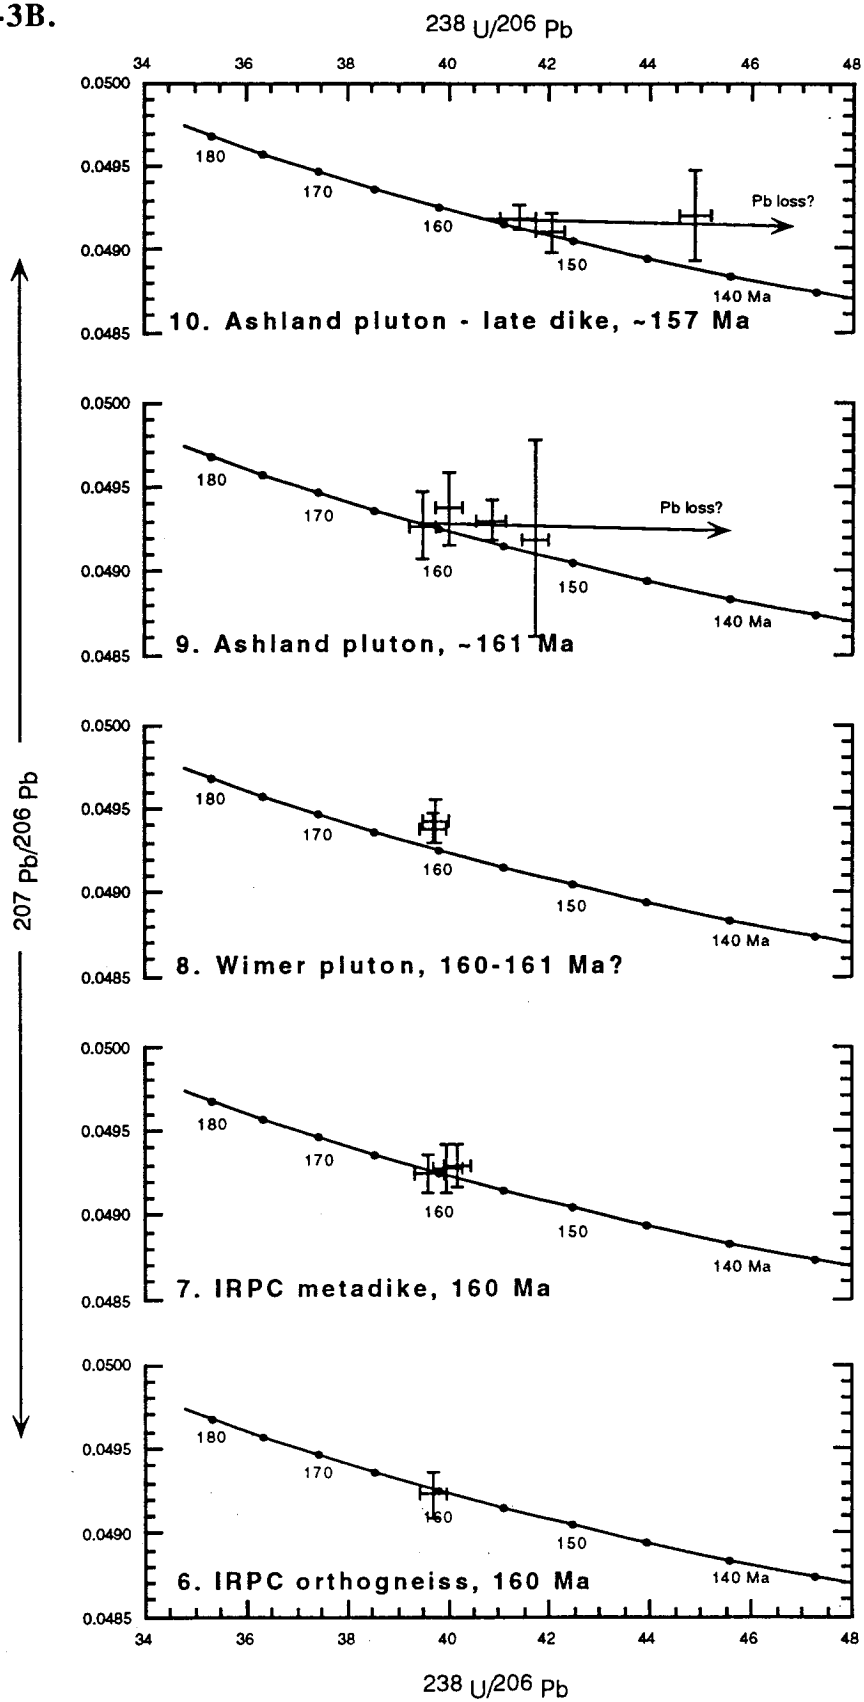 -3B.
238 U/206 Pb
34 36 38 40 42 44 46 48
0.0500
0.0495
0.0490
0.0485
180
170
160
150
140 Ma
Pb loss?
10. Ashland pluton - late dike, ~157 Ma
0.0500
0.0495
0.0490
0.0485
180
170
160
150
140 Ma
Pb loss?
9. Ashland pluton, ~161 Ma
207 Pb/206 Pb
0.0500
0.0495
0.0490
0.0485
180
170
160
150
140 Ma
8. Wimer pluton, 160-161 Ma?
0.0500
0.0495
0.0490
0.0485
180
170
160
150
140 Ma
7. IRPC metadike, 160 Ma
0.0500
0.0495
0.0490
0.0485
180
170
160
150
140 Ma
6. IRPC orthogneiss, 160 Ma
34 36 38 40 42 44 46 48
238 U/206 Pb